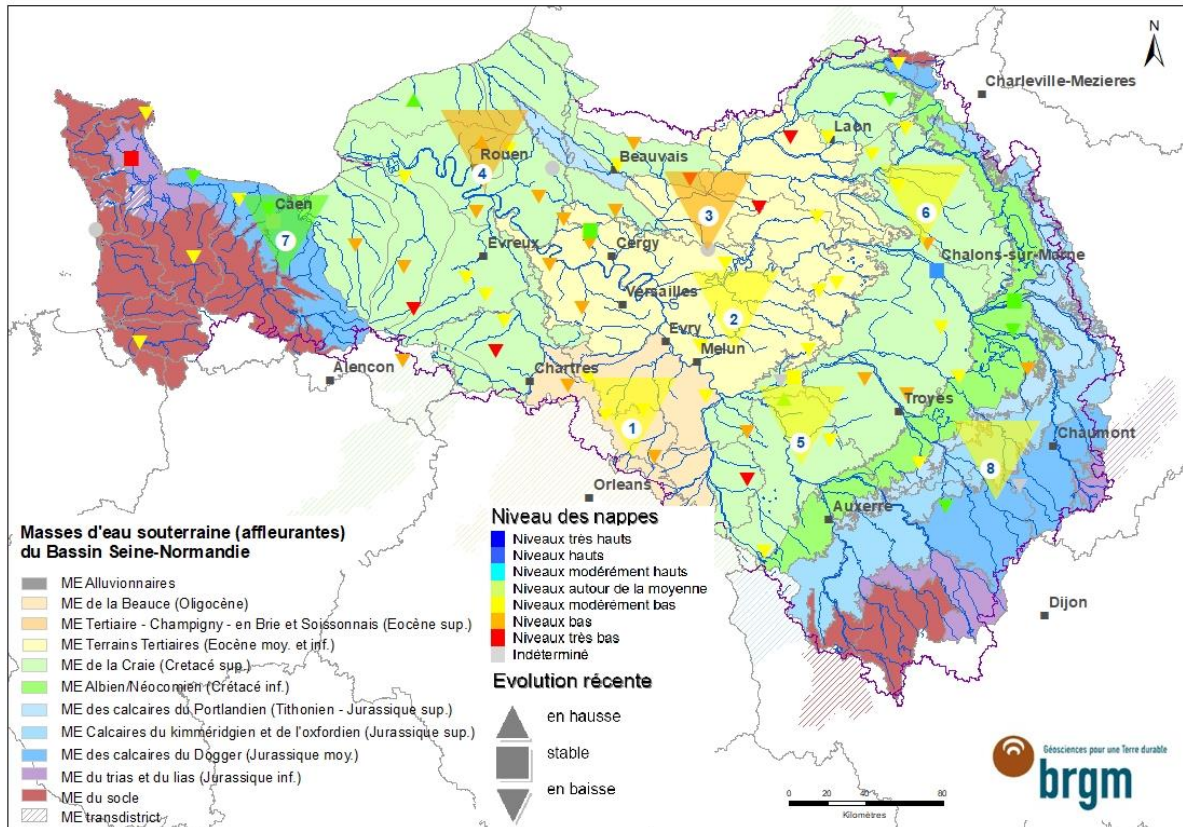 N
Charleville-Mezieres
Laon
Rouen
4
Beauvais
Caen
7
3
6
Evreux
Cergy
Chalons-sur-Marne
Versailles
2
Evry
Melun
Alencon
Chartres
Troyes
1
5
Chaumont
8
Orleans
Auxerre
Dijon
Masses d'eau souterraine (affleurantes)
du Bassin Seine-Normandie
ME Alluvionnaires
ME de la Beauce (Oligocène)
ME Tertiaire - Champigny - en Brie et Soissonnais (Eocène sup.)
ME Terrains Tertiaires (Eocène moy. et inf.)
ME de la Craie (Cretacé sup.)
ME Albien/Néocomien (Crétacé inf.)
ME des calcaires du Portlandien (Tithonien - Jurassique sup.)
ME Calcaires du kimméridgien et de l'oxfordien (Jurassique sup.)
ME des calcaires du Dogger (Jurassique moy.)
ME du trias et du lias (Jurassique inf.)
ME du socle
ME transdistrict
Niveau des nappes
Niveaux très hauts
Niveaux hauts
Niveaux modérément hauts
Niveaux autour de la moyenne
Niveaux modérément bas
Niveaux bas
Niveaux très bas
Indéterminé
Evolution récente
en hausse
stable
en baisse
0 20 40 80
Kilomètres
Géosciences pour une Terre durable
brgm